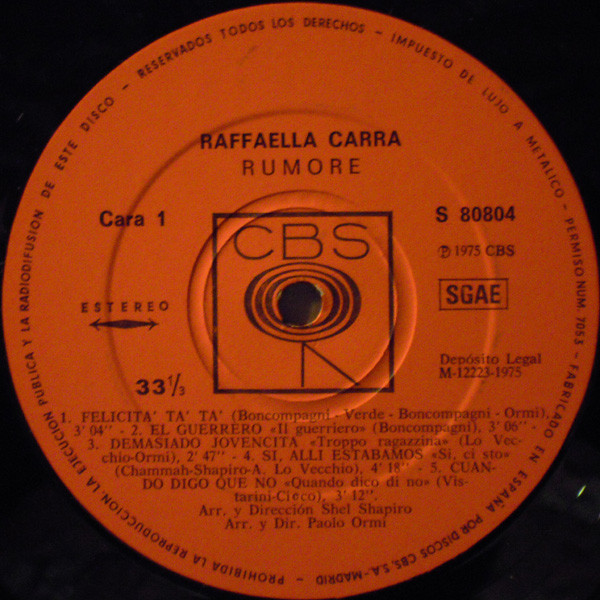 RESERVADOS TODOS LOS DERECHOS - IMPUESTO DE LUJO A METALICO - PERMISO NUM. 7053 - FABRICADO EN ESPAÑA POR DISCOS CBS, S.A.-MADRID - PROHIBIDA LA REPRODUCCION, LA EJECUCION PUBLICA Y LA RADIODIFUSION DE ESTE DISCO -
RAFFAELLA CARRA
RUMORE
Cara 1
S 80804
CBS
℗ 1975 CBS
ESTEREO
SGAE
Depósito Legal
M-12223-1975
33 1/3
1. FELICITA' TA' TA' (Boncompagni - Verde - Boncompagni - Ormi),
3' 04" - 2. EL GUERRERO «Il guerriero» (Boncompagni), 3' 06" -
3. DEMASIADO JOVENCITA «Troppo ragazzina» (Lo Vec-
chio-Ormi), 2' 47" - 4. SI, ALLI ESTABAMOS «Si, ci sto»
(Chammah-Shapiro-A. Lo Vecchio), 4' 18" - 5. CUAN-
DO DIGO QUE NO «Quando dico di no» (Vis-
tarini-Cieco), 3' 12".
Arr. y Dirección Shel Shapiro
Arr. y Dir. Paolo Ormi